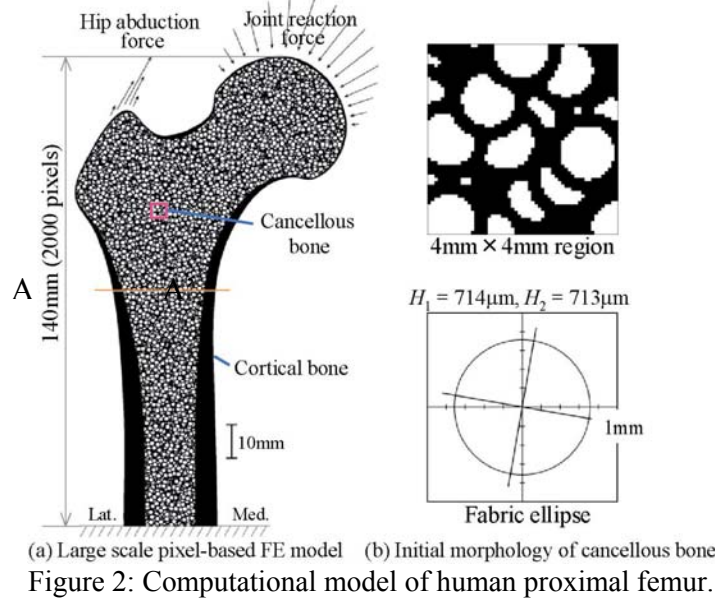 Hip abduction
force
Joint reaction
force
140mm (2000 pixels)
Cancellous
bone
A
A'
Cortical bone
10mm
Lat.
Med.
(a) Large scale pixel-based FE model
4mm × 4mm region
H₁ = 714μm, H₂ = 713μm
1mm
Fabric ellipse
(b) Initial morphology of cancellous bone
Figure 2: Computational model of human proximal femur.